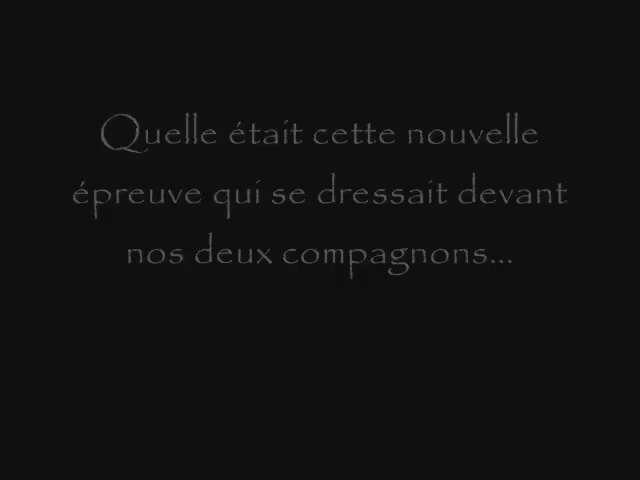 Quelle était cette nouvelle
épreuve qui se dressait devant
nos deux compagnons...